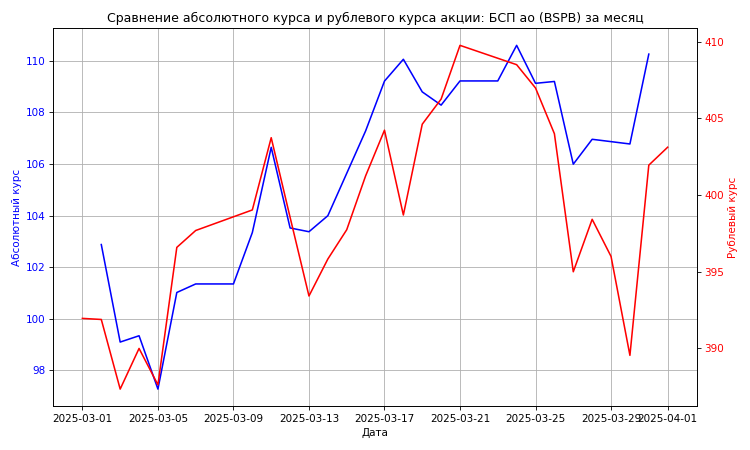 Сравнение абсолютного курса и рублевого курса акции: БСП ао (BSPB) за месяц
110
108
106
104
102
100
98
Абсолютный курс
410
405
400
395
390
Рублевый курс
2025-03-01 2025-03-05 2025-03-09 2025-03-13 2025-03-17 2025-03-21 2025-03-25 2025-03-29 2025-04-01
Дата